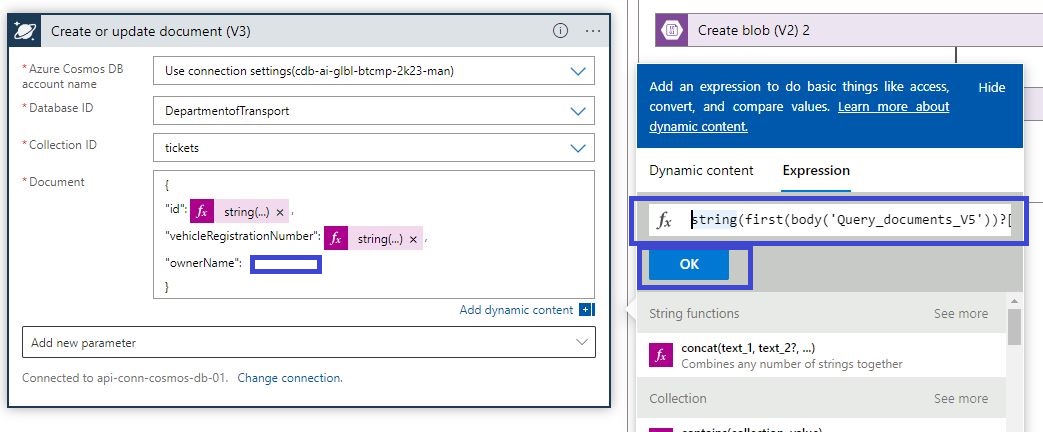 Create or update document (V3)
* Azure Cosmos DB account name
Use connection settings(cdb-ai-glbl-btcmp-2k23-man)
* Database ID
DepartmentofTransport
* Collection ID
tickets
* Document
{
"id": fx string(...) × ,
"vehicleRegistrationNumber": fx string(...) × ,
"ownerName":
}
Add dynamic content
Add new parameter
Connected to api-conn-cosmos-db-01. Change connection.
Create blob (V2) 2
Add an expression to do basic things like access,
convert, and compare values. Learn more about
dynamic content.
Hide
Dynamic content Expression
fx string(first(body('Query_documents_V5'))?[
OK
String functions See more
fx concat(text_1, text_2?, ...)
Combines any number of strings together
Collection See more